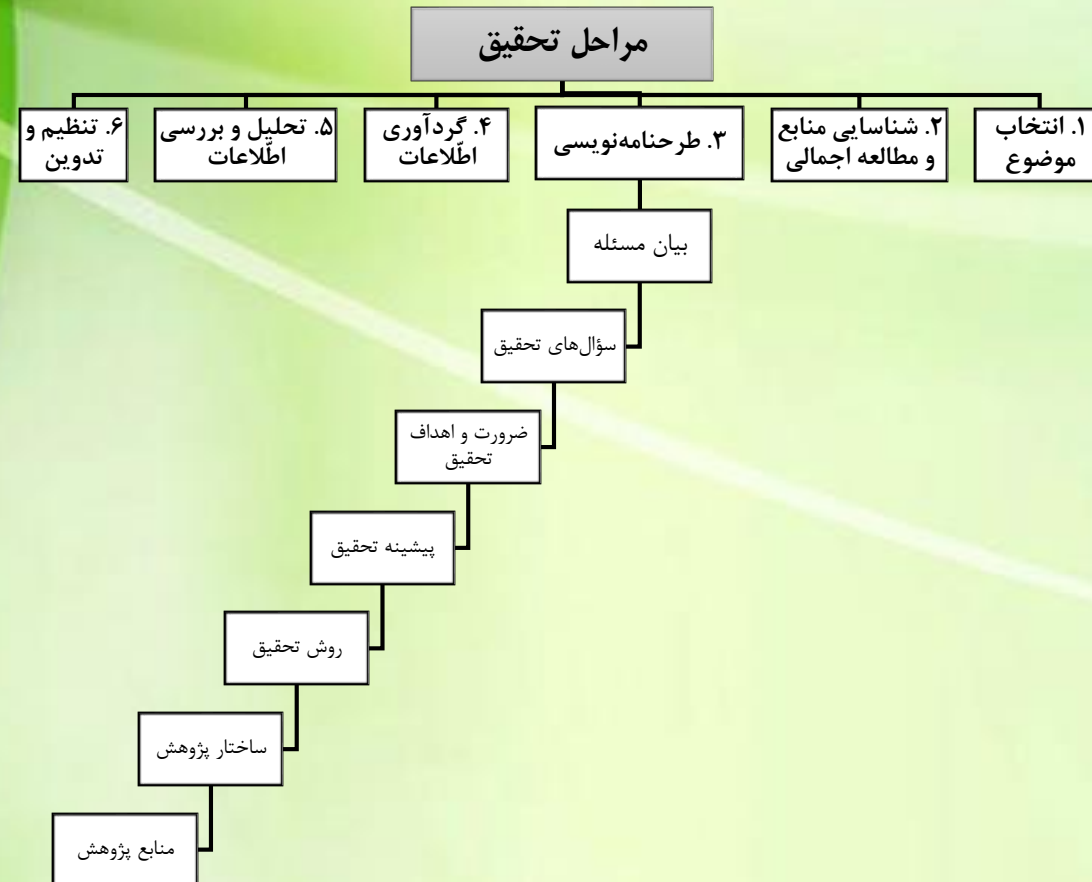 مراحل تحقیق
۱. انتخاب
موضوع
۲. شناسایی منابع
و مطالعه اجمالی
۳. طرحنامه‌نویسی
۴. گردآوری
اطّلاعات
۵. تحلیل و بررسی
اطّلاعات
۶. تنظیم و
تدوین
بیان مسئله
سؤال‌های تحقیق
ضرورت و اهداف
تحقیق
پیشینه تحقیق
روش تحقیق
ساختار پژوهش
منابع پژوهش